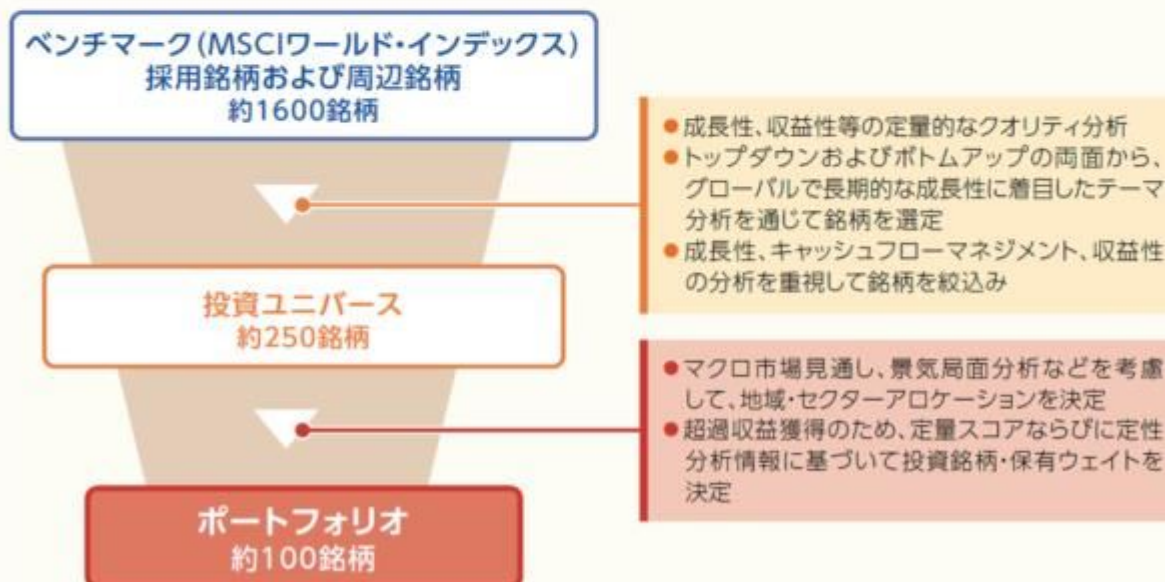 ベンチマーク(MSCIワールド・インデックス)
採用銘柄および周辺銘柄
約1600銘柄
●成長性、収益性等の定量的なクオリティ分析
●トップダウンおよびボトムアップの両面から、
グローバルで長期的な成長性に着目したテーマ
分析を通じて銘柄を選定
●成長性、キャッシュフローマネジメント、収益性
の分析を重視して銘柄を絞込み
投資ユニバース
約250銘柄
●マクロ市場見通し、景気局面分析などを考慮
して、地域・セクターアロケーションを決定
●超過収益獲得のため、定量スコアならびに定性
分析情報に基づいて投資銘柄・保有ウェイトを
決定
ポートフォリオ
約100銘柄